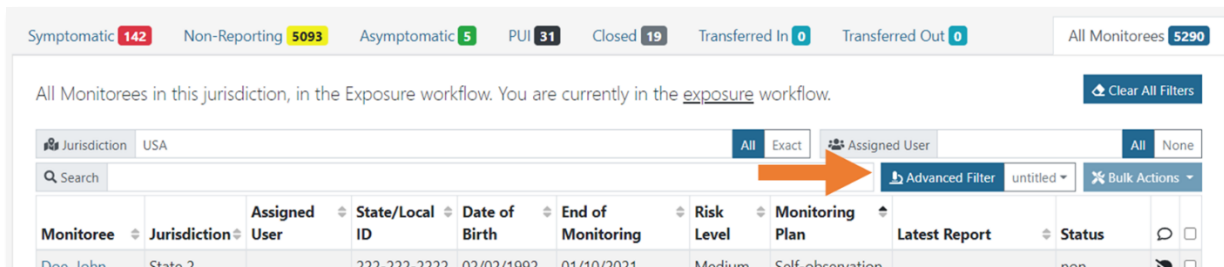 Symptomatic 142 Non-Reporting 5093 Asymptomatic 5 PUI 31 Closed 19 Transferred In 0 Transferred Out 0 All Monitorees 5290
All Monitorees in this jurisdiction, in the Exposure workflow. You are currently in the exposure workflow. Clear All Filters
Jurisdiction USA All Exact Assigned User All None
Search Advanced Filter untitled Bulk Actions
Monitoree Jurisdiction Assigned User State/Local ID Date of Birth End of Monitoring Risk Level Monitoring Plan Latest Report Status
Doe, John State 2 222-222-2222 02/02/1992 01/10/2021 Medium Self-observation non